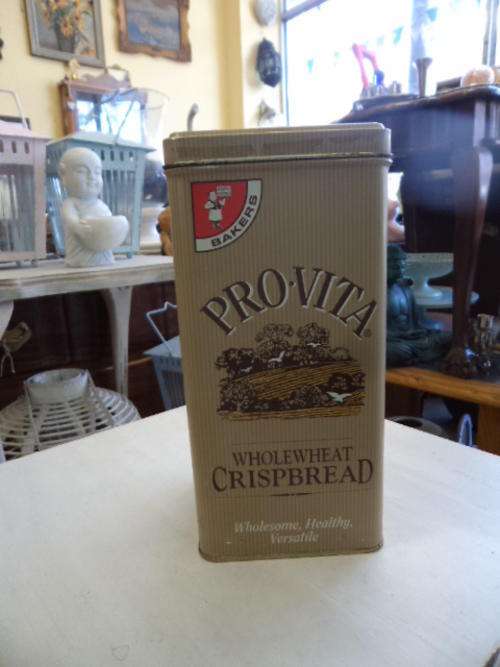 BAKERS
PRO·VITA®
WHOLEWHEAT
CRISPBREAD
Wholesome, Healthy,
Versatile